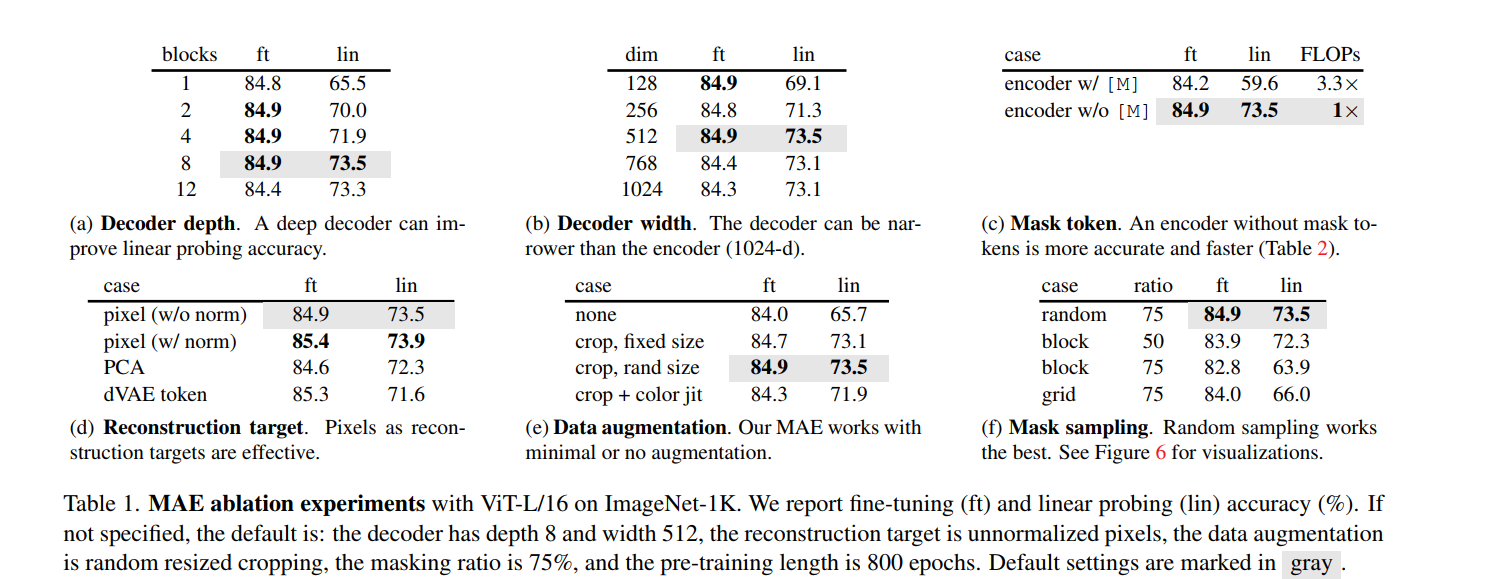 blocks ft lin
1 84.8 65.5
2 84.9 70.0
4 84.9 71.9
8 84.9 73.5
12 84.4 73.3
(a) Decoder depth. A deep decoder can im-
prove linear probing accuracy.
dim ft lin
128 84.9 69.1
256 84.8 71.3
512 84.9 73.5
768 84.4 73.1
1024 84.3 73.1
(b) Decoder width. The decoder can be nar-
rower than the encoder (1024-d).
case ft lin FLOPs
encoder w/ [M] 84.2 59.6 3.3×
encoder w/o [M] 84.9 73.5 1×
(c) Mask token. An encoder without mask to-
kens is more accurate and faster (Table 2).
case ft lin
pixel (w/o norm) 84.9 73.5
pixel (w/ norm) 85.4 73.9
PCA 84.6 72.3
dVAE token 85.3 71.6
(d) Reconstruction target. Pixels as recon-
struction targets are effective.
case ft lin
none 84.0 65.7
crop, fixed size 84.7 73.1
crop, rand size 84.9 73.5
crop + color jit 84.3 71.9
(e) Data augmentation. Our MAE works with
minimal or no augmentation.
case ratio ft lin
random 75 84.9 73.5
block 50 83.9 72.3
block 75 82.8 63.9
grid 75 84.0 66.0
(f) Mask sampling. Random sampling works
the best. See Figure 6 for visualizations.
Table 1. MAE ablation experiments with ViT-L/16 on ImageNet-1K. We report fine-tuning (ft) and linear probing (lin) accuracy (%). If
not specified, the default is: the decoder has depth 8 and width 512, the reconstruction target is unnormalized pixels, the data augmentation
is random resized cropping, the masking ratio is 75%, and the pre-training length is 800 epochs. Default settings are marked in gray .